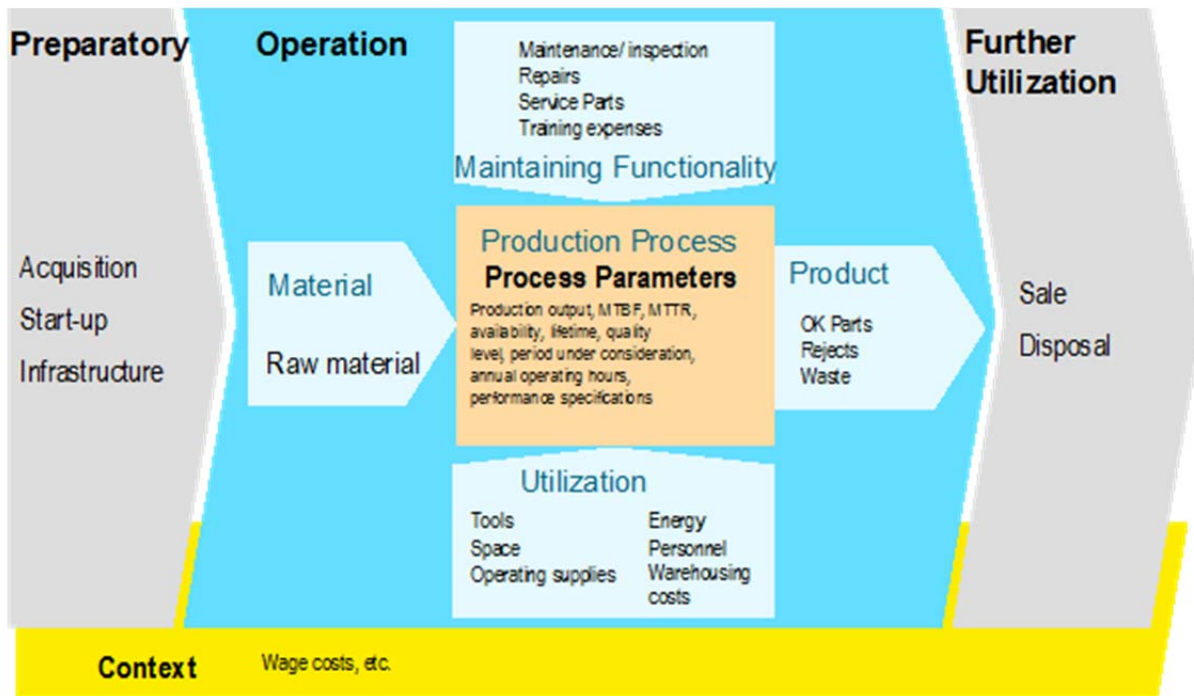 Preparatory
Acquisition
Start-up
Infrastructure
Operation
Maintenance/ inspection
Repairs
Service Parts
Training expenses
Maintaining Functionality
Material
Raw material
Production Process
Process Parameters
Production output, MTBF, MTTR,
availability, lifetime, quality
level, period under consideration,
annual operating hours,
performance specifications
Product
OK Parts
Rejects
Waste
Utilization
Tools
Space
Operating supplies
Energy
Personnel
Warehousing
costs
Further
Utilization
Sale
Disposal
Context
Wage costs, etc.